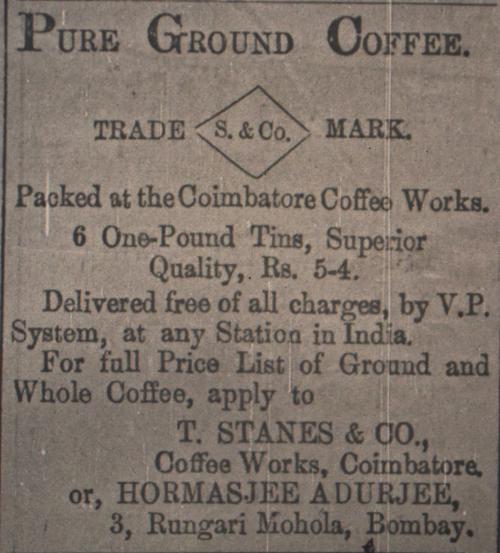 PURE GROUND COFFEE.
TRADE S. & Co. MARK.
Packed at the Coimbatore Coffee Works.
6 One-Pound Tins, Superior
Quality, Rs. 5-4.
Delivered free of all charges, by V.P.
System, at any Station in India.
For full Price List of Ground and
Whole Coffee, apply to
T. STANES & CO.,
Coffee Works, Coimbatore.
or, HORMASJEE ADURJEE,
3, Rungari Mohola, Bombay.